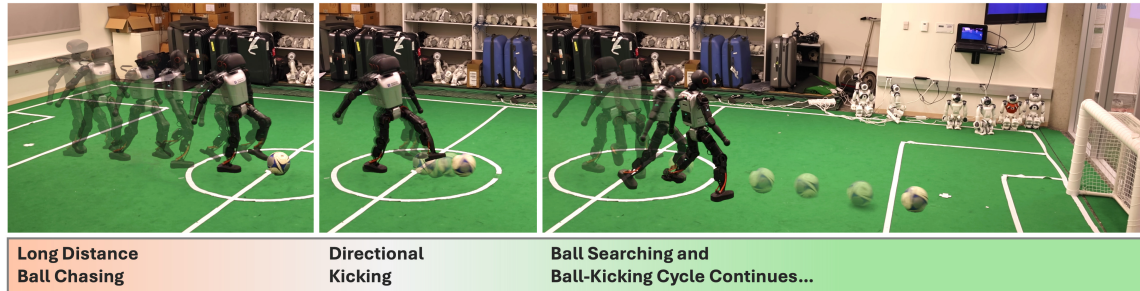 Long Distance
Ball Chasing
Directional
Kicking
Ball Searching and
Ball-Kicking Cycle Continues...